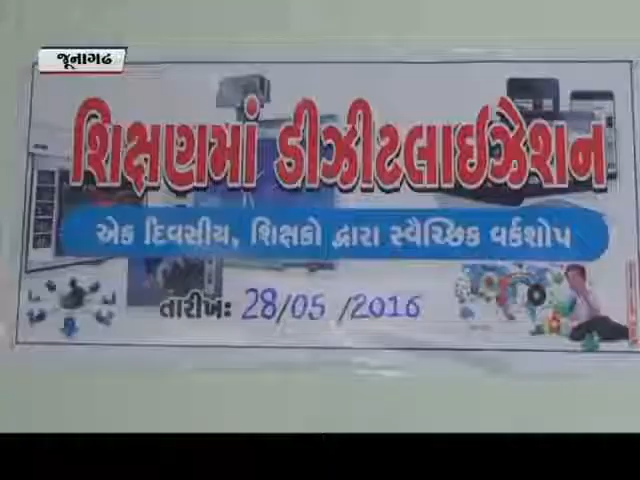 જૂનાગઢ
શિક્ષણમાં ડીઝીટલાઈઝેશન
એક દિવસીય, શિક્ષકો દ્વારા સ્વૈચ્છિક વર્કશોપ
તારીખઃ 28/05/2016